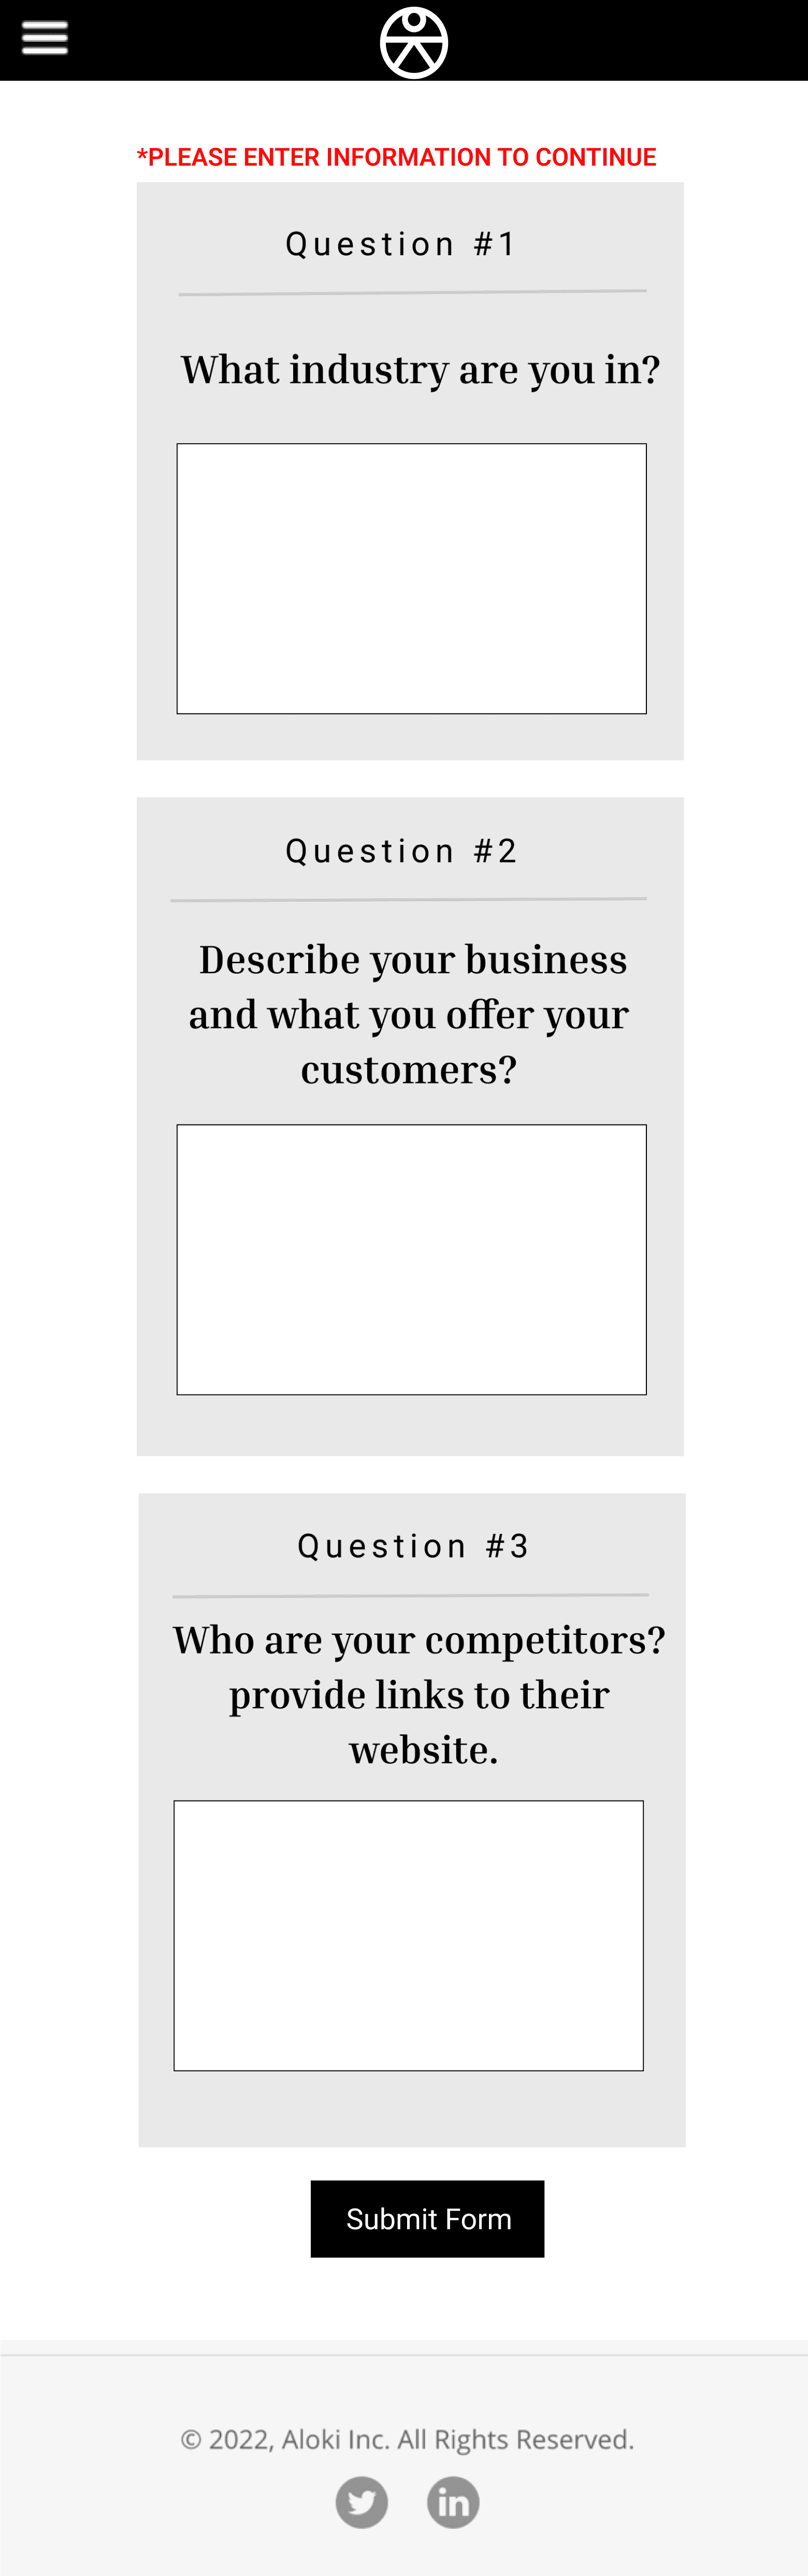 *PLEASE ENTER INFORMATION TO CONTINUE
Question #1
What industry are you in?
Question #2
Describe your business
and what you offer your
customers?
Question #3
Who are your competitors?
provide links to their
website.
Submit Form
© 2022, Aloki Inc. All Rights Reserved.
in